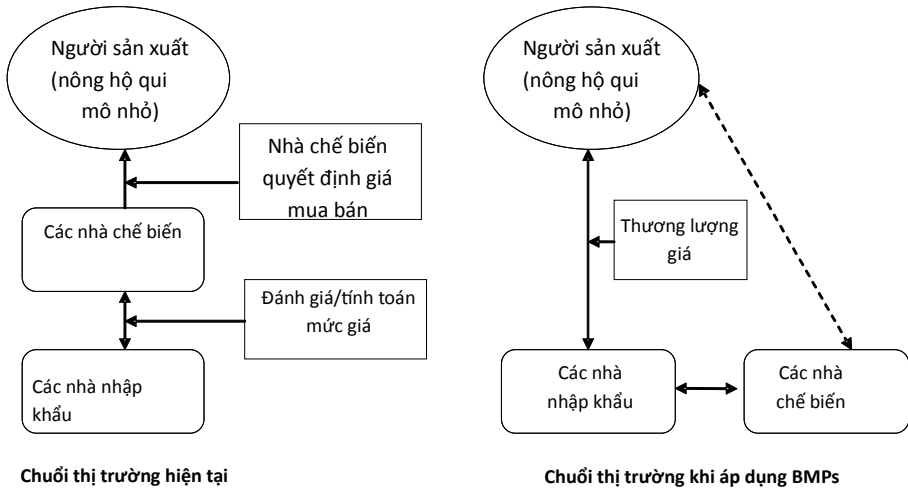 Người sản xuất
(nông hộ qui
mô nhỏ)
Nhà chế biến
quyết định giá
mua bán
Các nhà chế biến
Đánh giá/tính toán
mức giá
Các nhà nhập
khẩu
Chuổi thị trường hiện tại
Người sản xuất
(nông hộ qui
mô nhỏ)
Thương lượng
giá
Các nhà
nhập khẩu
Các nhà
chế biến
Chuổi thị trường khi áp dụng BMPs